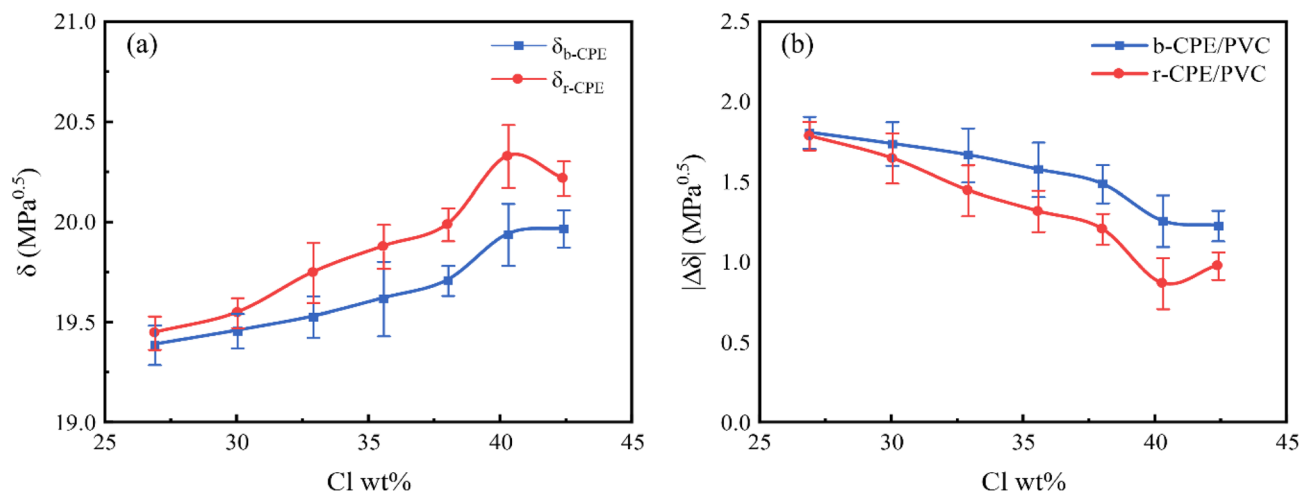 (a)
δb-CPE
δr-CPE
21.0
20.5
20.0
19.5
19.0
δ (MPa0.5)
25 30 35 40 45
Cl wt%
(b)
b-CPE/PVC
r-CPE/PVC
2.5
2.0
1.5
1.0
0.5
0.0
|Δδ| (MPa0.5)
25 30 35 40 45
Cl wt%